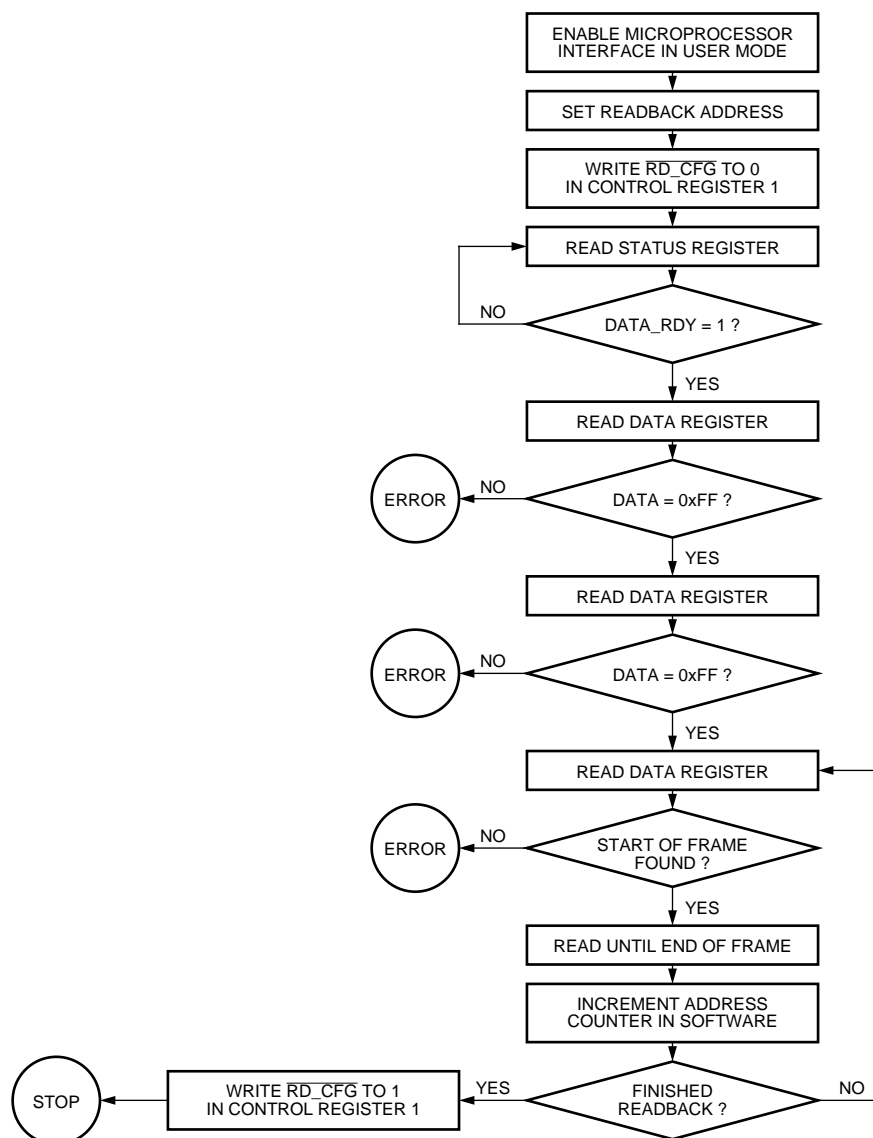 ENABLE MICROPROCESSOR
INTERFACE IN USER MODE
SET READBACK ADDRESS
WRITE RD_CFG TO 0
IN CONTROL REGISTER 1
READ STATUS REGISTER
NO
DATA_RDY = 1 ?
YES
READ DATA REGISTER
ERROR
NO
DATA = 0xFF ?
YES
READ DATA REGISTER
ERROR
NO
DATA = 0xFF ?
YES
READ DATA REGISTER
ERROR
NO
START OF FRAME
FOUND ?
YES
READ UNTIL END OF FRAME
INCREMENT ADDRESS
COUNTER IN SOFTWARE
STOP
WRITE RD_CFG TO 1
IN CONTROL REGISTER 1
YES
FINISHED
READBACK ?
NO